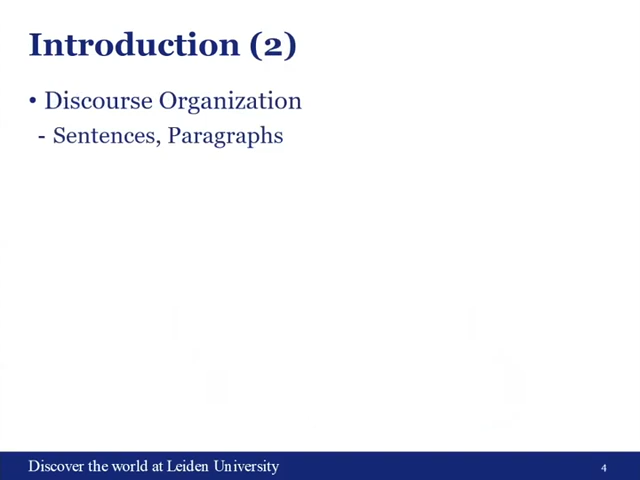 Introduction (2)
• Discourse Organization
- Sentences, Paragraphs
Discover the world at Leiden University
4